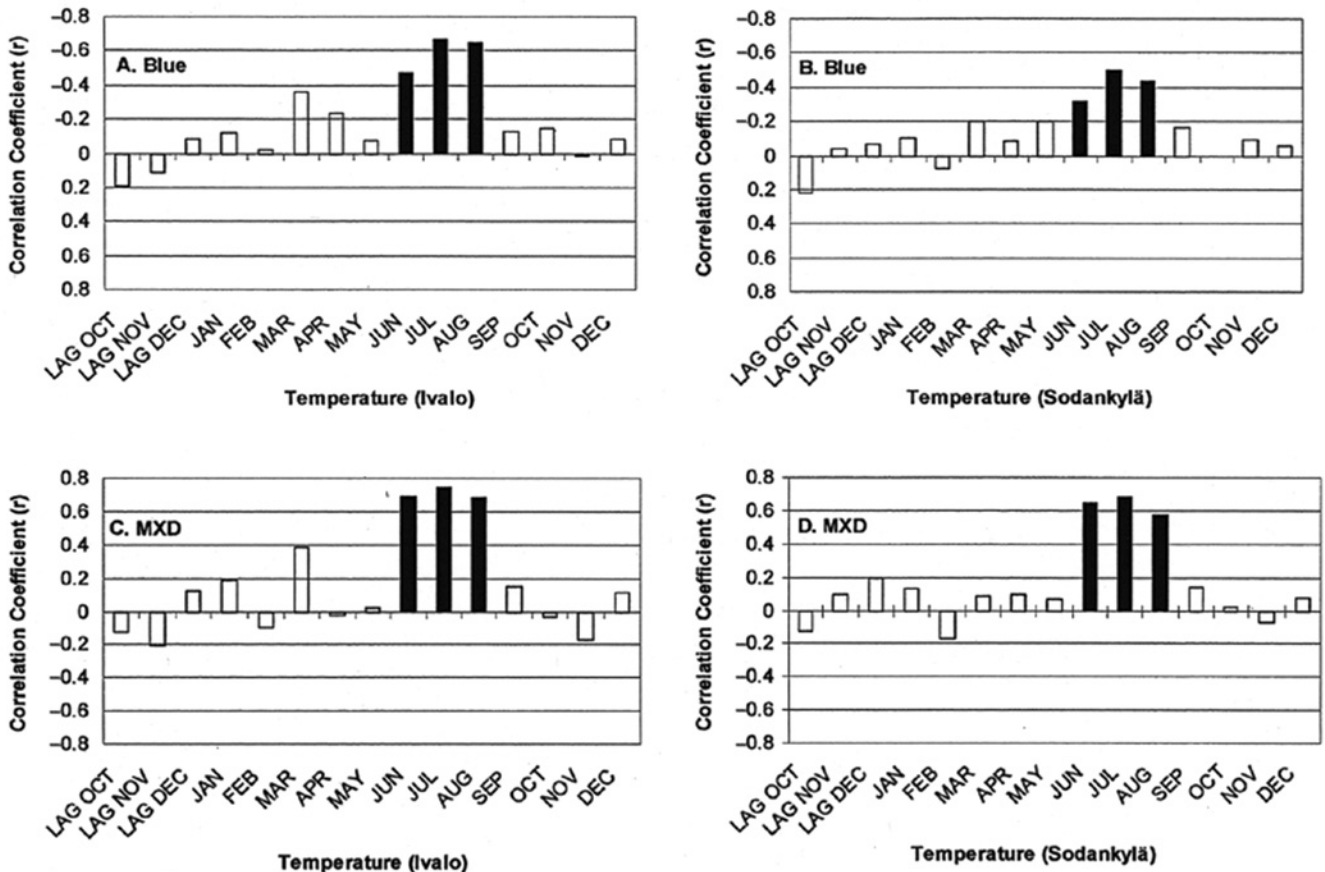 Correlation Coefficient (r)
–0.8
–0.6
–0.4
–0.2
0
0.2
0.4
0.6
0.8
A. Blue
LAG OCT
LAG NOV
LAG DEC
JAN
FEB
MAR
APR
MAY
JUN
JUL
AUG
SEP
OCT
NOV
DEC
Temperature (Ivalo)
Correlation Coefficient (r)
–0.8
–0.6
–0.4
–0.2
0
0.2
0.4
0.6
0.8
B. Blue
LAG OCT
LAG NOV
LAG DEC
JAN
FEB
MAR
APR
MAY
JUN
JUL
AUG
SEP
OCT
NOV
DEC
Temperature (Sodankylä)
Correlation Coefficient (r)
0.8
0.6
0.4
0.2
0
–0.2
–0.4
–0.6
–0.8
C. MXD
LAG OCT
LAG NOV
LAG DEC
JAN
FEB
MAR
APR
MAY
JUN
JUL
AUG
SEP
OCT
NOV
DEC
Temperature (Ivalo)
Correlation Coefficient (r)
0.8
0.6
0.4
0.2
0
–0.2
–0.4
–0.6
–0.8
D. MXD
LAG OCT
LAG NOV
LAG DEC
JAN
FEB
MAR
APR
MAY
JUN
JUL
AUG
SEP
OCT
NOV
DEC
Temperature (Sodankylä)